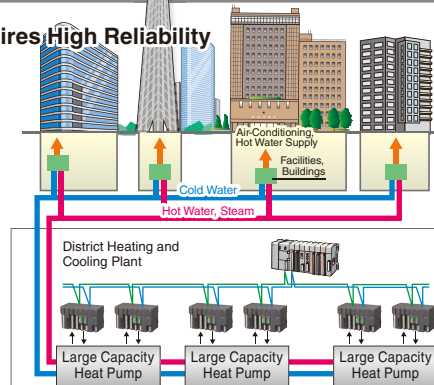 ires High Reliability
Air-Conditioning,
Hot Water Supply
Facilities,
Buildings
Cold Water
Hot Water, Steam
District Heating and
Cooling Plant
Large Capacity
Heat Pump
Large Capacity
Heat Pump
Large Capacity
Heat Pump